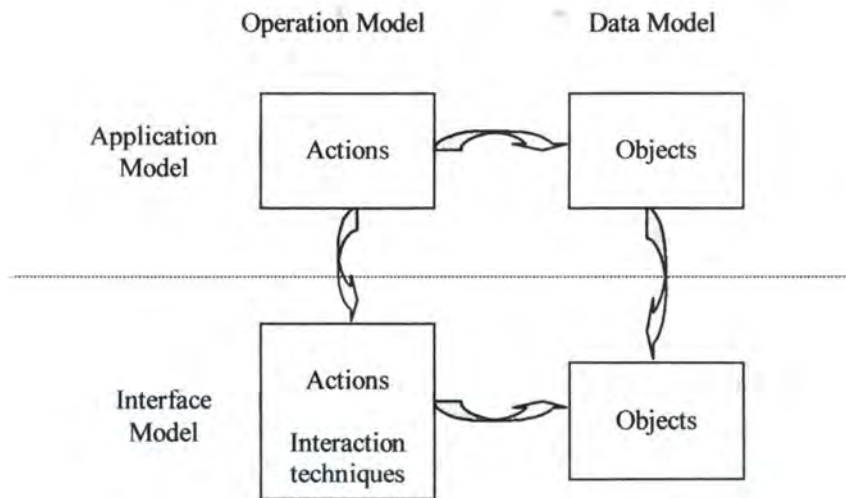 Operation Model
Data Model
Application
Model
Actions
Objects
Interface
Model
Actions
Interaction
techniques
Objects